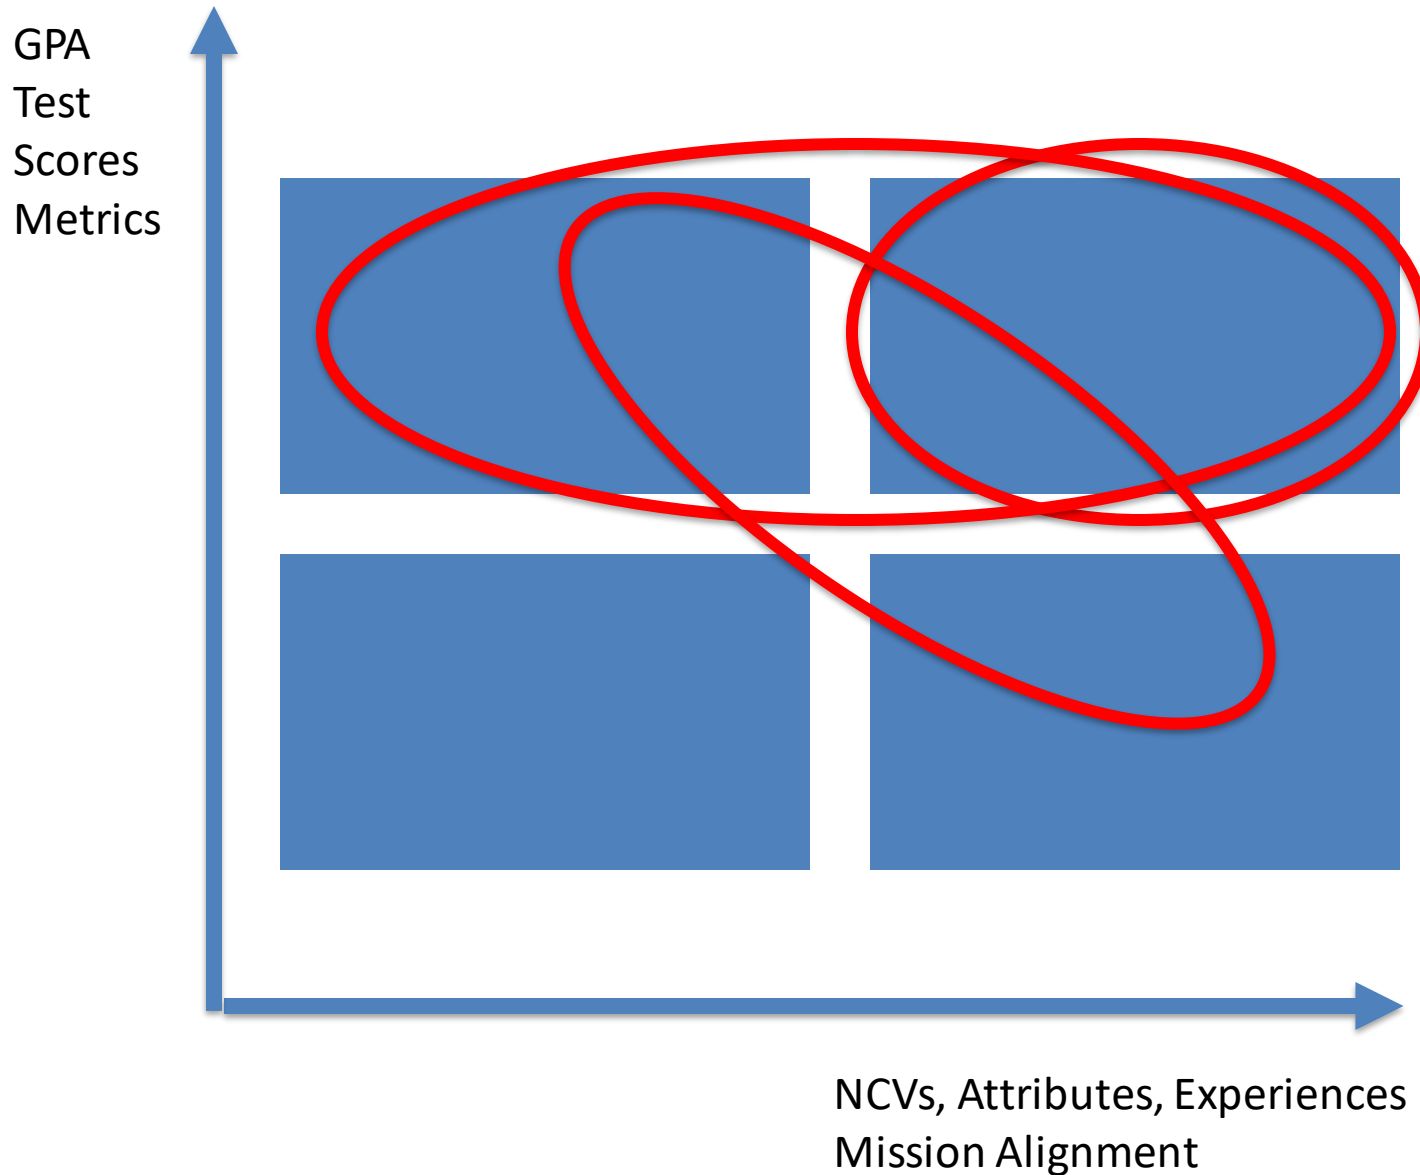 GPA
Test
Scores
Metrics
NCVs, Attributes, Experiences
Mission Alignment